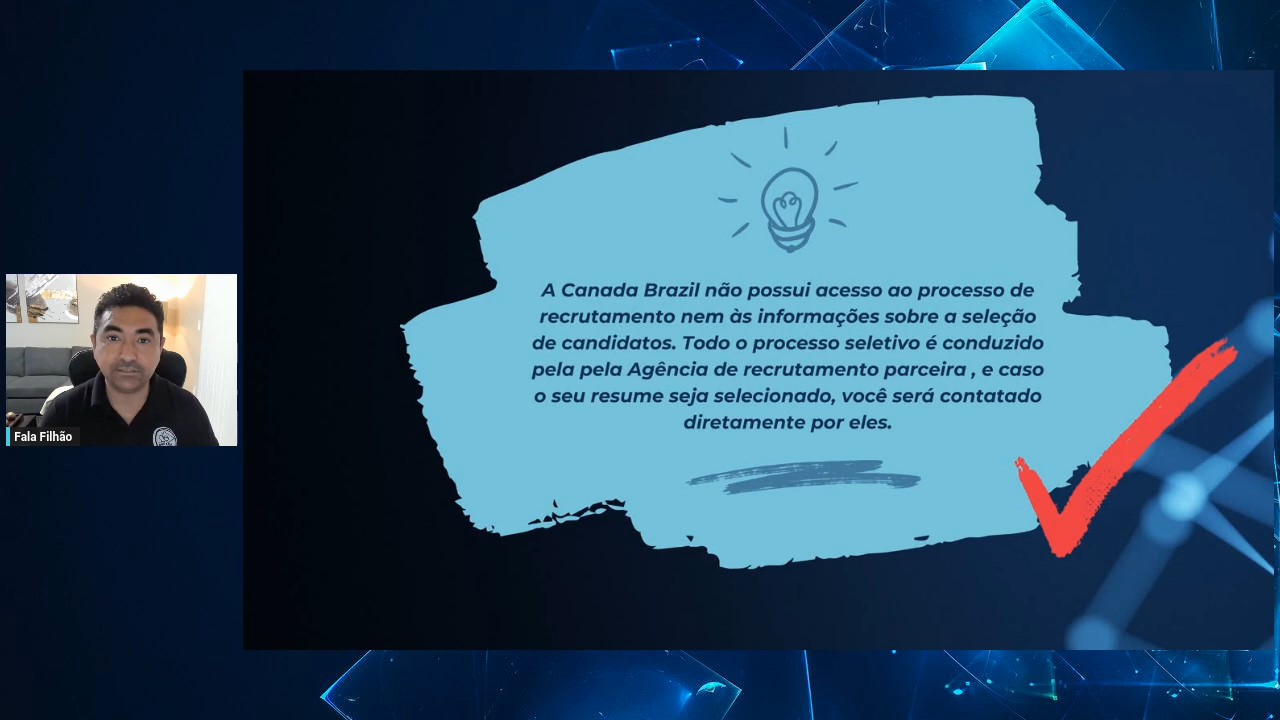 A Canada Brazil não possui acesso ao processo de
recrutamento nem às informações sobre a seleção
de candidatos. Todo o processo seletivo é conduzido
pela pela Agência de recrutamento parceira , e caso
o seu resume seja selecionado, você será contatado
diretamente por eles.
Fala Filhão